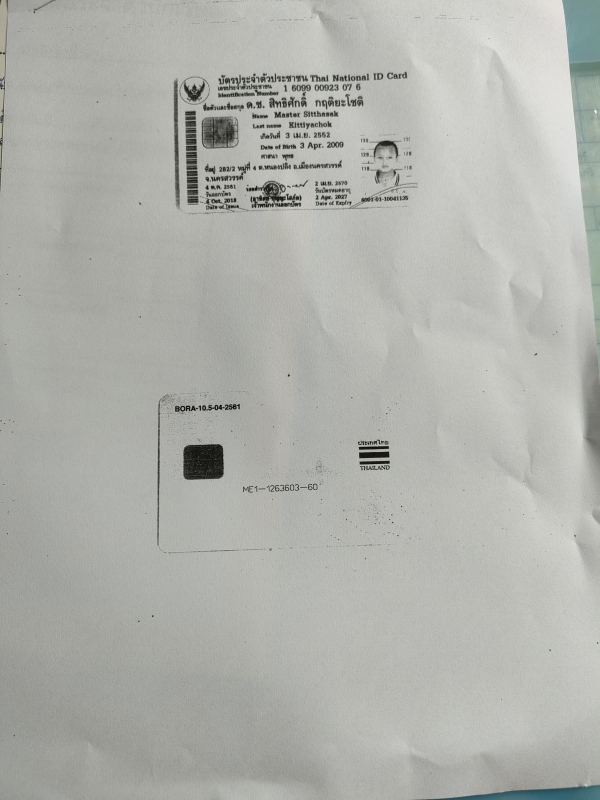 บัตรประจำตัวประชาชน Thai National ID Card
เลขประจำตัวประชาชน 1 6099 00923 07 6
Identification Number
ชื่อตัวและชื่อสกุล ด.ช. สิทธิศักดิ์ กฤติยะโชติ
Name Master Sitthasak
Last name Kittiyachok
เกิดวันที่ 3 เม.ย. 2552
Date of Birth 3 Apr. 2009
ศาสนา พุทธ
ที่อยู่ 282/2 หมู่ที่ 4 ต.หนองปลิง อ.เมืองนครสวรรค์
จ.นครสวรรค์
4 ต.ค. 2561
วันออกบัตร
4 Oct. 2018
Date of Issue
เจ้าพนักงานออกบัตร
2 เม.ย. 2570
วันบัตรหมดอายุ
2 Apr. 2027
Date of Expiry
6001-01-10041135
BORA-10.5-04-2561
ประเทศไทย
THAILAND
ME1-1263603-60